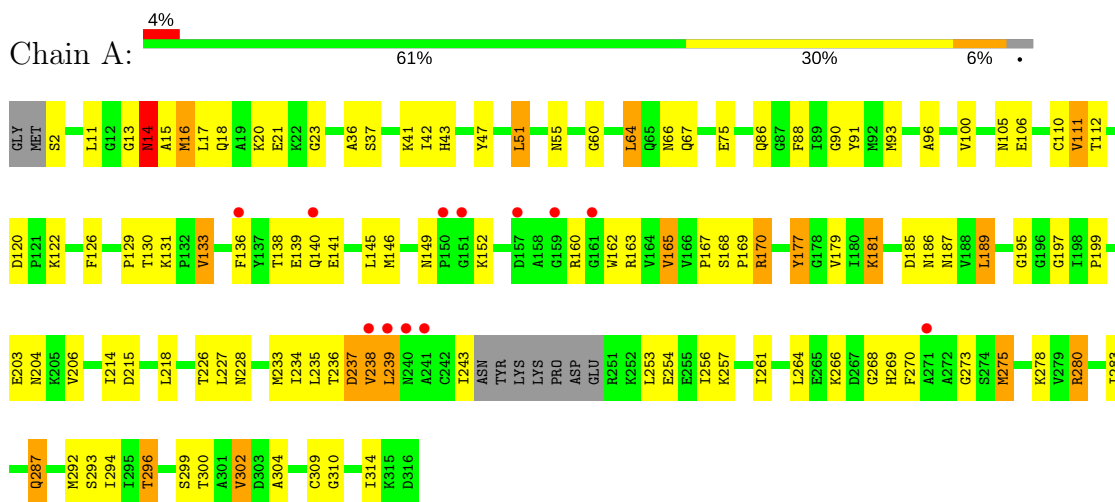 4%
Chain A:
61% 30% 6% •
GLY MET S2 L11 G12 G13 N14 A15 M16 L17 Q18 A19 K20 E21 K22 G23 A36 S37 K41 I42 H43 Y47 L51 N55 G60 L64 Q65 N66 Q67 E75 Q86 G87 F88 I89 G90 Y91 M92 M93 A96 V100 N105 E106 C110 V111 T112
D120 P121 K122 F126 P129 T130 K131 P132 V133 F136 Y137 T138 E139 Q140 E141 L145 M146 N149 P150 G151 K152 D157 A158 G159 R160 G161 W162 R163 V164 V165 V166 P167 S168 P169 R170 Y177 G178 V179 I180 K181 D185 N186 N187 V188 L189 G195 G196 G197 I198 P199
E203 N204 K205 V206 I214 D215 L218 T226 L227 N228 M233 I234 L235 T236 D237 V238 L239 N240 A241 C242 I243 ASN TYR LYS LYS PRO ASP GLU R251 K252 L253 E254 E255 I256 K257 I261 L264 E265 K266 D267 G268 H269 F270 A271 A272 G273 S274 M275 K278 V279 R280
Q287 M292 S293 I294 I295 T296 S299 T300 A301 V302 D303 A304 C309 G310 I314 K315 D316